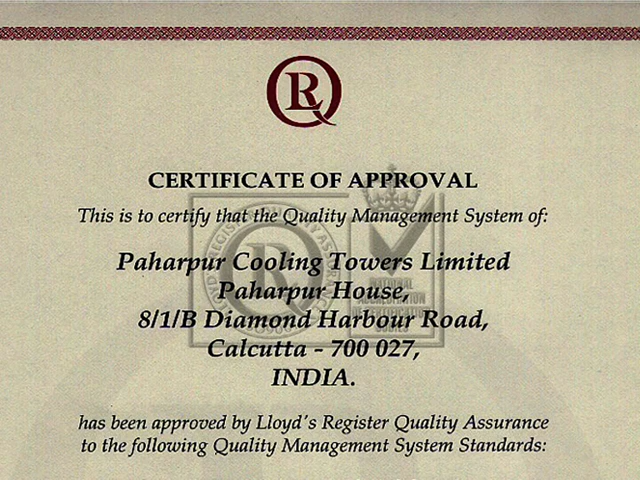 RQ
CERTIFICATE OF APPROVAL
This is to certify that the Quality Management System of:
Paharpur Cooling Towers Limited
Paharpur House,
8/1/B Diamond Harbour Road,
Calcutta - 700 027,
INDIA.
has been approved by Lloyd's Register Quality Assurance
to the following Quality Management System Standards: